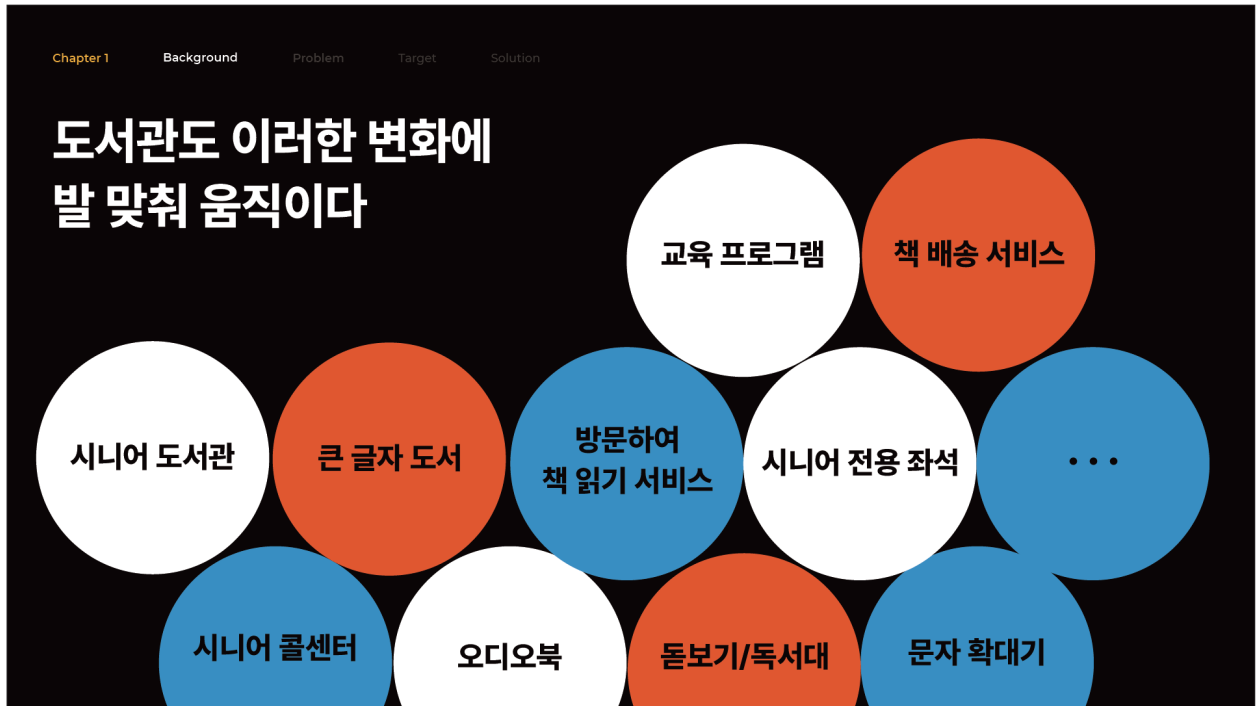 Chapter 1 Background Problem Target Solution
도서관도 이러한 변화에
발 맞춰 움직이다
교육 프로그램
책 배송 서비스
시니어 도서관
큰 글자 도서
방문하여
책 읽기 서비스
시니어 전용 좌석
• • •
시니어 콜센터
오디오북
돋보기/독서대
문자 확대기